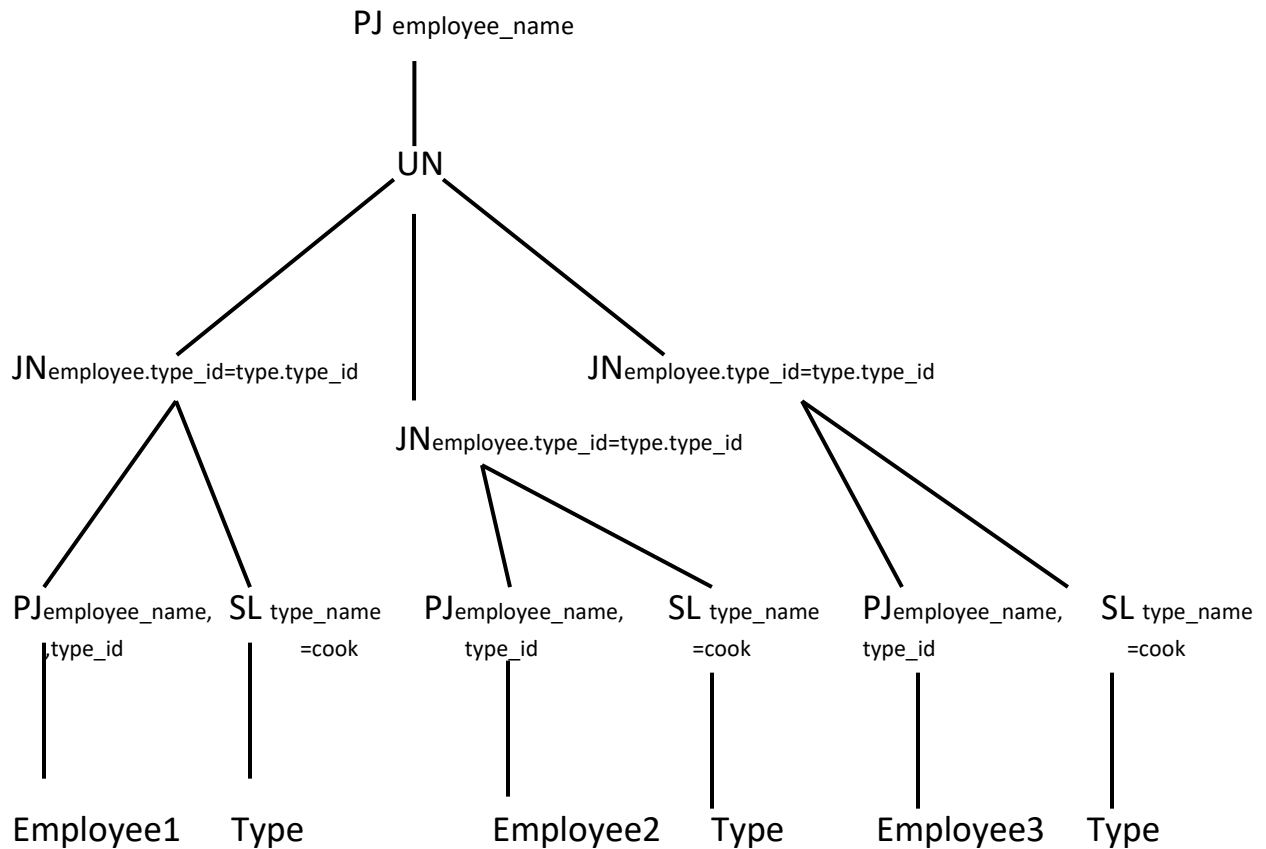 PJ employee_name
UN
JNemployee.type_id=type.type_id
JNemployee.type_id=type.type_id
JNemployee.type_id=type.type_id
PJemployee_name,
,type_id
SL type_name
=cook
PJemployee_name,
type_id
SL type_name
=cook
PJemployee_name,
type_id
SL type_name
=cook
Employee1
Type
Employee2
Type
Employee3
Type